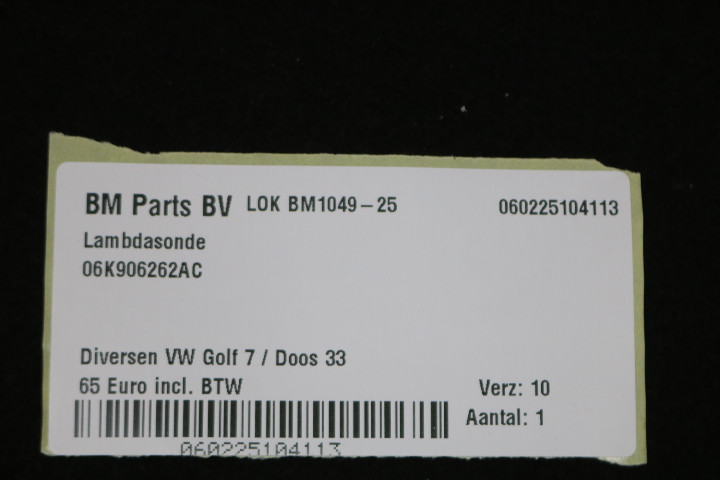 BM Parts BV LOK BM1049-25 060225104113
Lambdasonde
06K906262AC
Diversen VW Golf 7 / Doos 33
65 Euro incl. BTW Verz: 10
Aantal: 1
060225104113